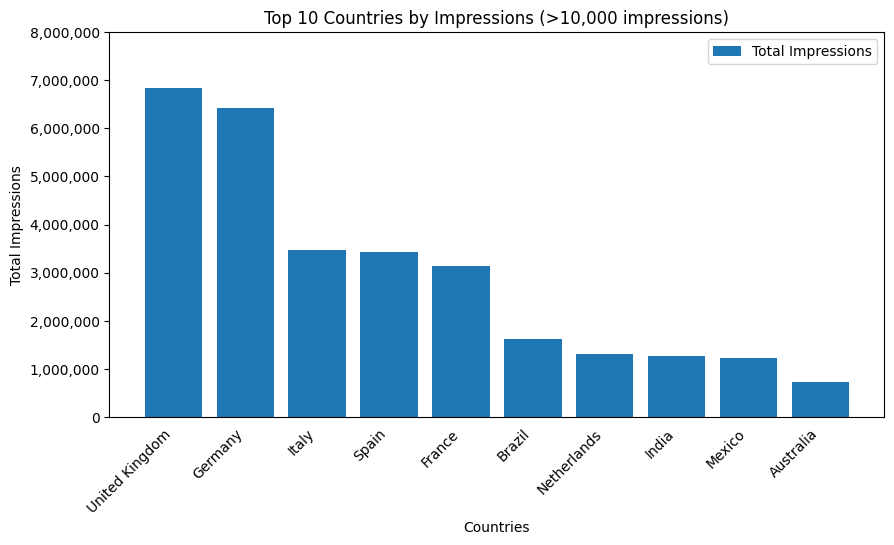 Top 10 Countries by Impressions (>10,000 impressions)
Total Impressions
Total Impressions
8,000,000
7,000,000
6,000,000
5,000,000
4,000,000
3,000,000
2,000,000
1,000,000
0
United Kingdom
Germany
Italy
Spain
France
Brazil
Netherlands
India
Mexico
Australia
Countries